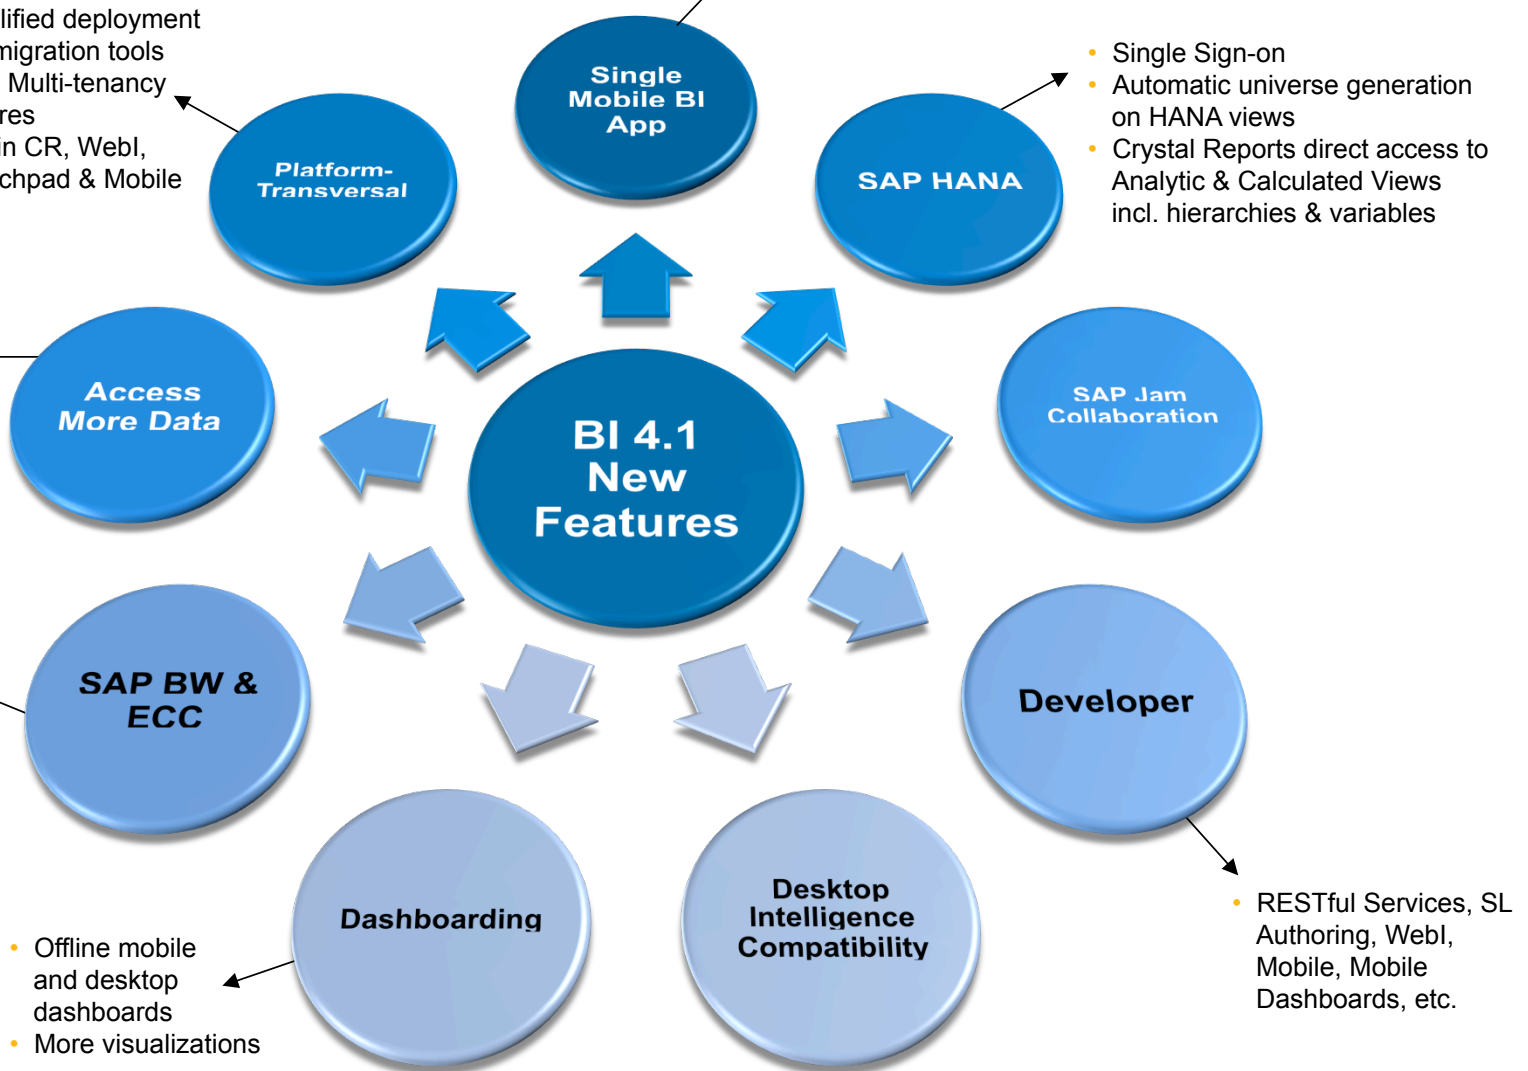 lified deployment
migration tools
Multi-tenancy
res
in CR, WebI,
chpad & Mobile
Single
Mobile BI
App
• Single Sign-on
• Automatic universe generation
on HANA views
• Crystal Reports direct access to
Analytic & Calculated Views
incl. hierarchies & variables
Platform-
Transversal
SAP HANA
Access
More Data
SAP Jam
Collaboration
BI 4.1
New
Features
SAP BW &
ECC
Developer
Dashboarding
Desktop
Intelligence
Compatibility
• Offline mobile
and desktop
dashboards
• More visualizations
• RESTful Services, SL
Authoring, WebI,
Mobile, Mobile
Dashboards, etc.